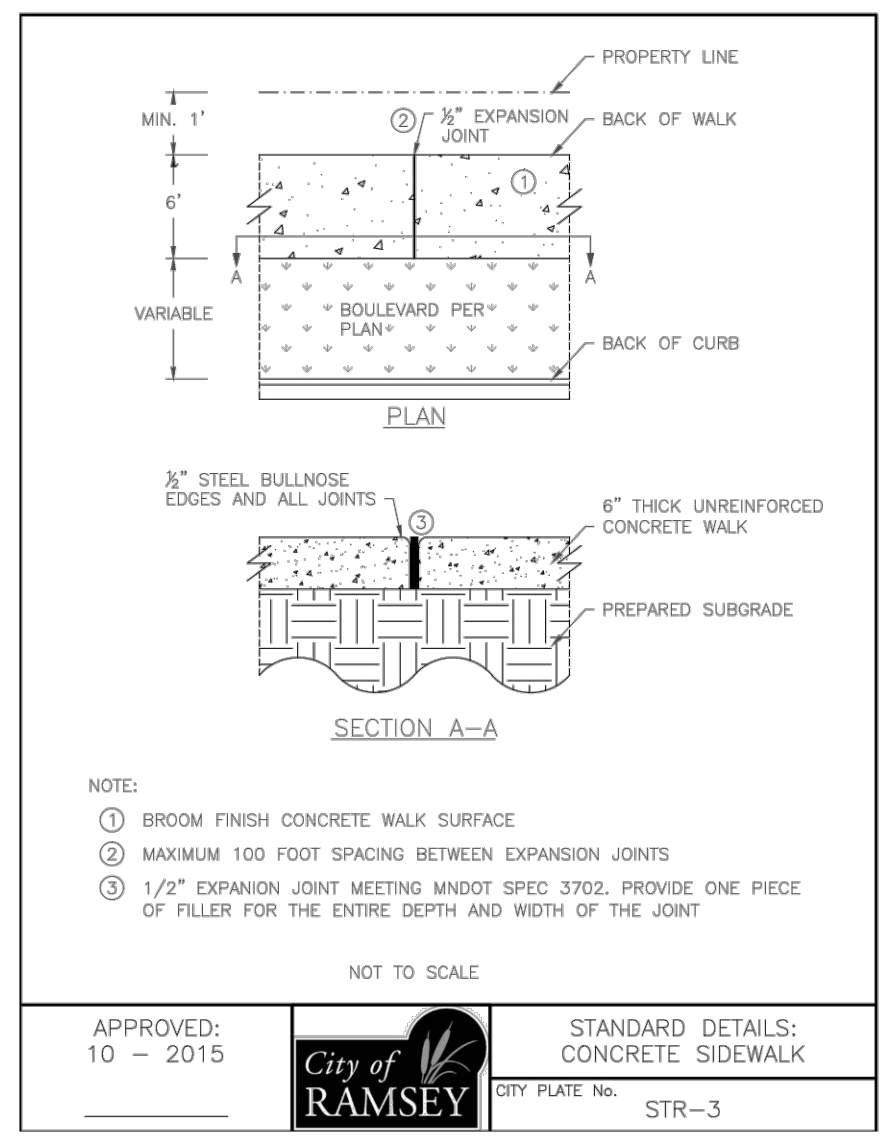 PROPERTY LINE
MIN. 1'
② ½" EXPANSION
JOINT
BACK OF WALK
①
6'
A A
VARIABLE
BOULEVARD PER
PLAN
BACK OF CURB
PLAN
½" STEEL BULLNOSE
EDGES AND ALL JOINTS
③
6" THICK UNREINFORCED
CONCRETE WALK
PREPARED SUBGRADE
SECTION A-A
NOTE:
① BROOM FINISH CONCRETE WALK SURFACE
② MAXIMUM 100 FOOT SPACING BETWEEN EXPANSION JOINTS
③ 1/2" EXPANION JOINT MEETING MNDOT SPEC 3702. PROVIDE ONE PIECE
OF FILLER FOR THE ENTIRE DEPTH AND WIDTH OF THE JOINT
NOT TO SCALE
APPROVED:
10 - 2015
City of
RAMSEY
STANDARD DETAILS:
CONCRETE SIDEWALK
CITY PLATE No.
STR-3